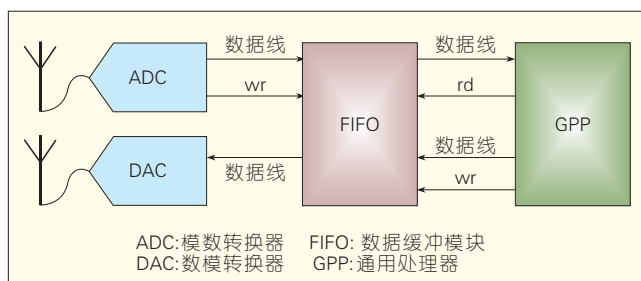 数据线
数据线
ADC
wr
rd
FIFO
GPP
数据线
DAC
数据线
wr
ADC:模数转换器 FIFO: 数据缓冲模块
DAC:数模转换器 GPP:通用处理器